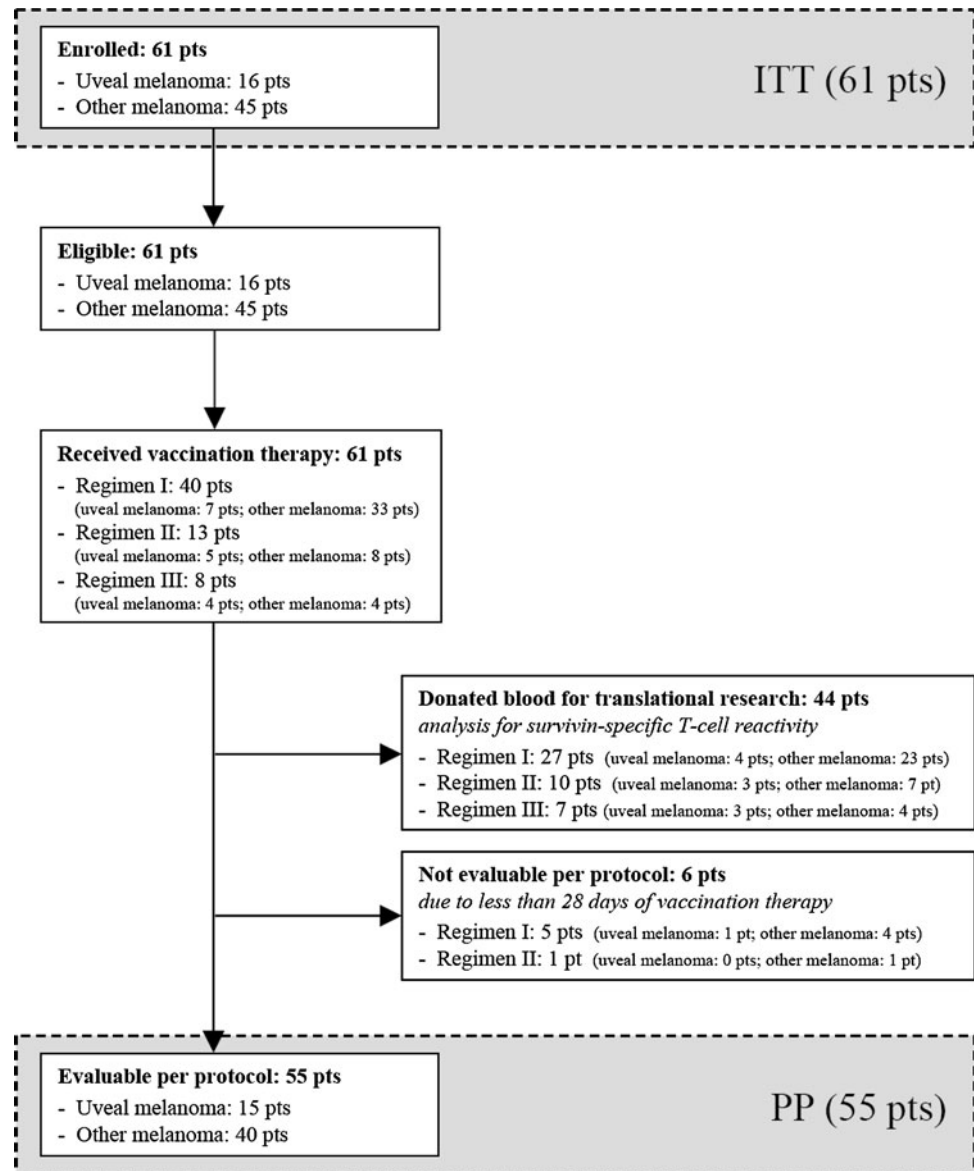 Enrolled: 61 pts
- Uveal melanoma: 16 pts
- Other melanoma: 45 pts
ITT (61 pts)
Eligible: 61 pts
- Uveal melanoma: 16 pts
- Other melanoma: 45 pts
Received vaccination therapy: 61 pts
- Regimen I: 40 pts
(uveal melanoma: 7 pts; other melanoma: 33 pts)
- Regimen II: 13 pts
(uveal melanoma: 5 pts; other melanoma: 8 pts)
- Regimen III: 8 pts
(uveal melanoma: 4 pts; other melanoma: 4 pts)
Donated blood for translational research: 44 pts
analysis for survivin-specific T-cell reactivity
- Regimen I: 27 pts (uveal melanoma: 4 pts; other melanoma: 23 pts)
- Regimen II: 10 pts (uveal melanoma: 3 pts; other melanoma: 7 pt)
- Regimen III: 7 pts (uveal melanoma: 3 pts; other melanoma: 4 pts)
Not evaluable per protocol: 6 pts
due to less than 28 days of vaccination therapy
- Regimen I: 5 pts (uveal melanoma: 1 pt; other melanoma: 4 pts)
- Regimen II: 1 pt (uveal melanoma: 0 pts; other melanoma: 1 pt)
Evaluable per protocol: 55 pts
- Uveal melanoma: 15 pts
- Other melanoma: 40 pts
PP (55 pts)